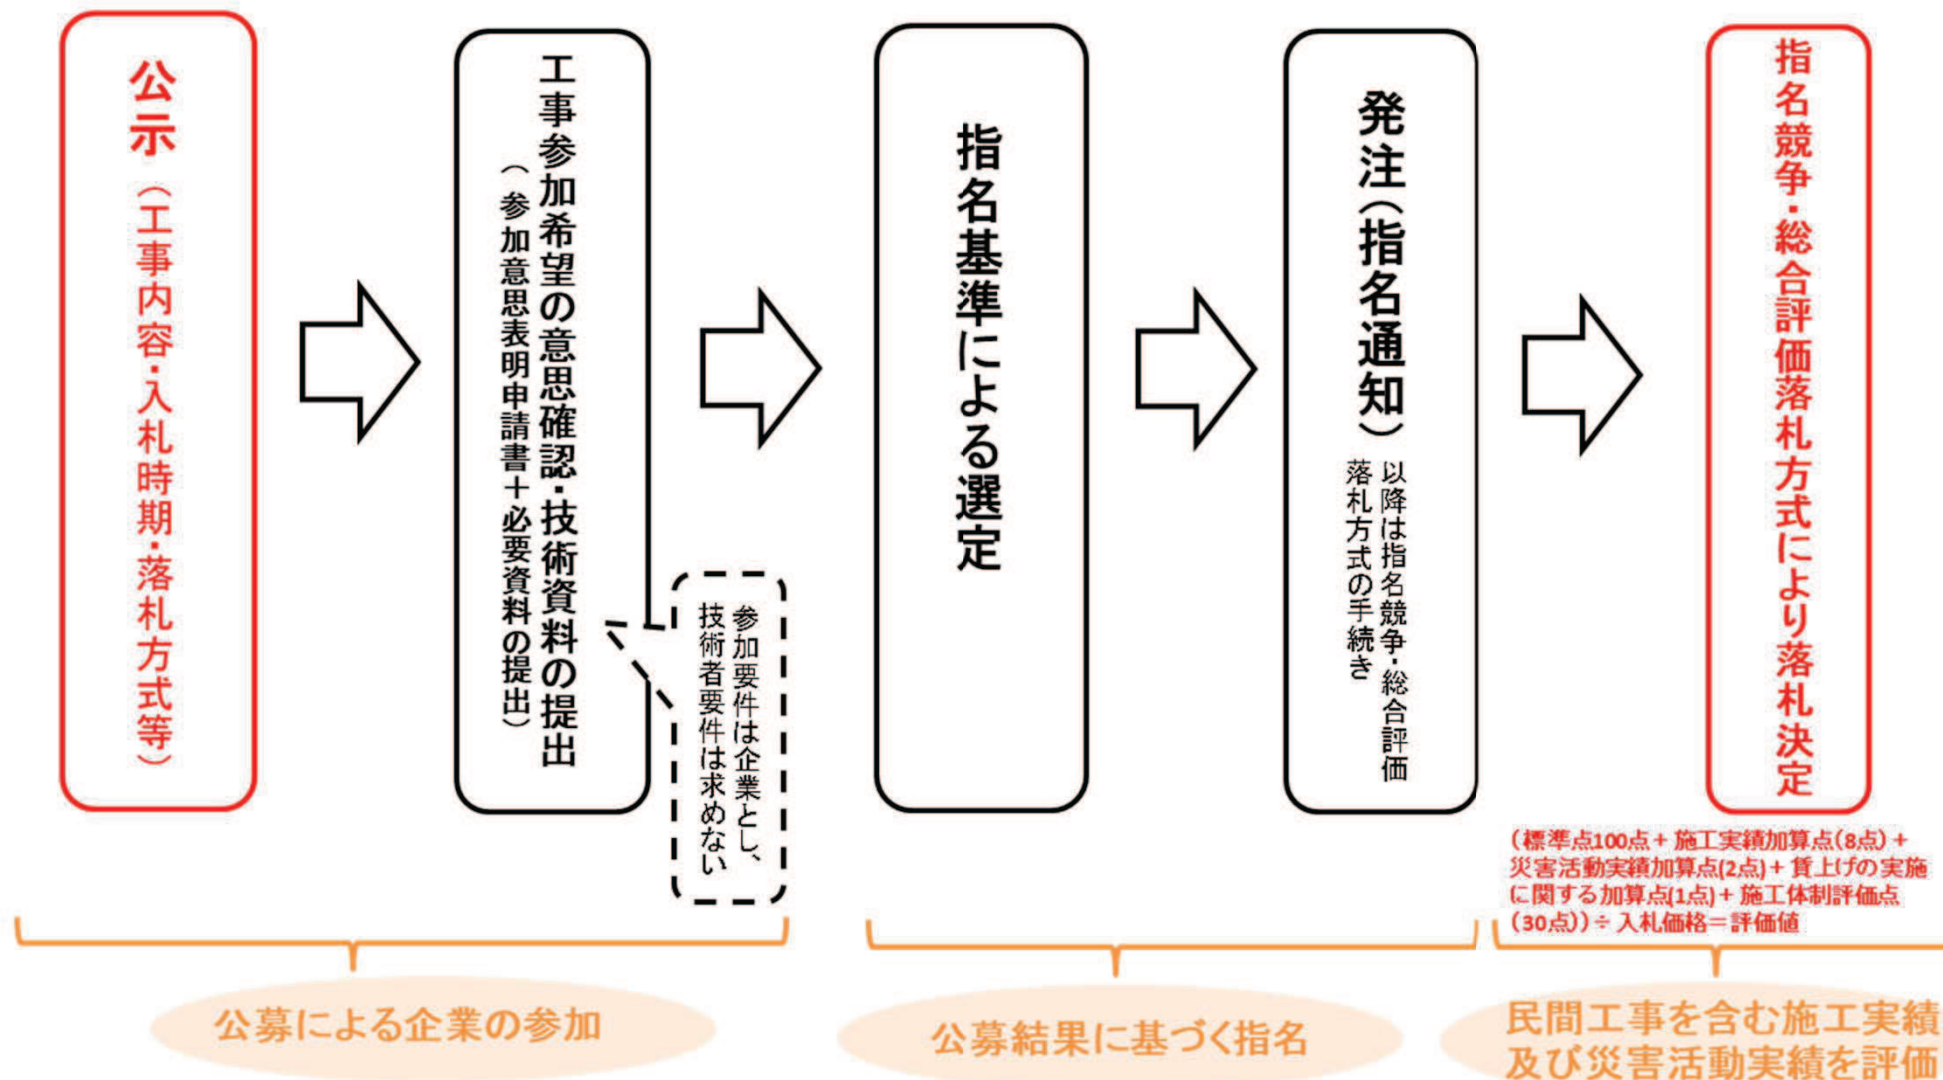 公示（工事内容・入札時期・落札方式等）
工事参加希望の意思確認・技術資料の提出
（参加意思表明申請書＋必要資料の提出）
参加要件は企業とし、
技術者要件は求めない
指名基準による選定
発注（指名通知）
以降は指名競争・総合評価
落札方式の手続き
指名競争・総合評価落札方式により落札決定
（標準点100点＋施工実績加算点(8点)＋
災害活動実績加算点(2点)＋賃上げの実施
に関する加算点(1点)＋施工体制評価点
（30点））÷入札価格＝評価値
公募による企業の参加
公募結果に基づく指名
民間工事を含む施工実績
及び災害活動実績を評価